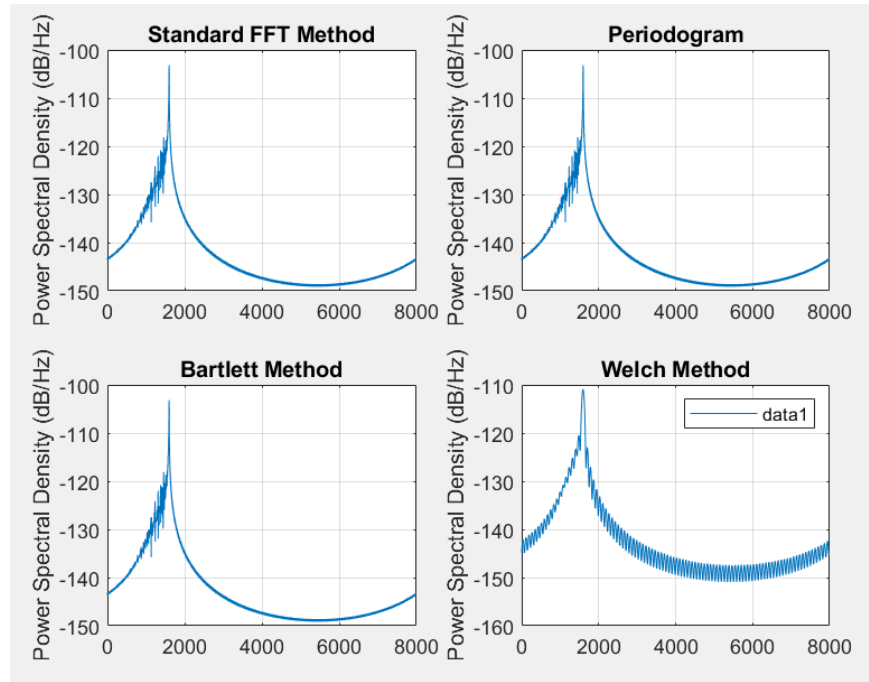 Standard FFT Method
Power Spectral Density (dB/Hz)
-100
-110
-120
-130
-140
-150
0 2000 4000 6000 8000
Periodogram
Power Spectral Density (dB/Hz)
-100
-110
-120
-130
-140
-150
0 2000 4000 6000 8000
Bartlett Method
Power Spectral Density (dB/Hz)
-100
-110
-120
-130
-140
-150
0 2000 4000 6000 8000
Welch Method
Power Spectral Density (dB/Hz)
-110
-120
-130
-140
-150
-160
data1
0 2000 4000 6000 8000